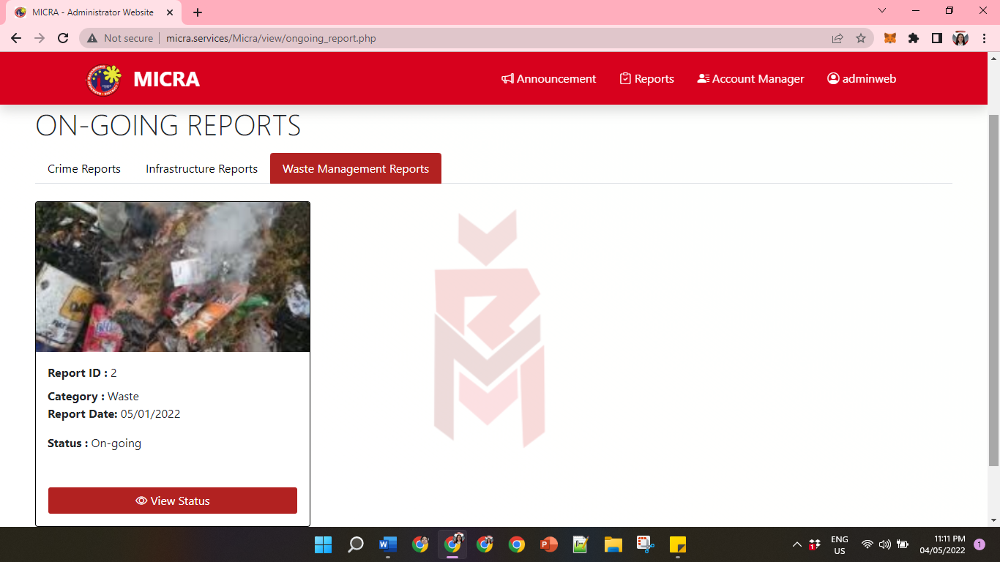 MICRA - Administrator Website
Not secure
micra.services/Micra/view/ongoing_report.php
MICRA
Announcement
Reports
Account Manager
adminweb
ON-GOING REPORTS
Crime Reports
Infrastructure Reports
Waste Management Reports
Report ID : 2
Category : Waste
Report Date: 05/01/2022
Status : On-going
View Status
1
ENG
US
11:11 PM
04/05/2022
1